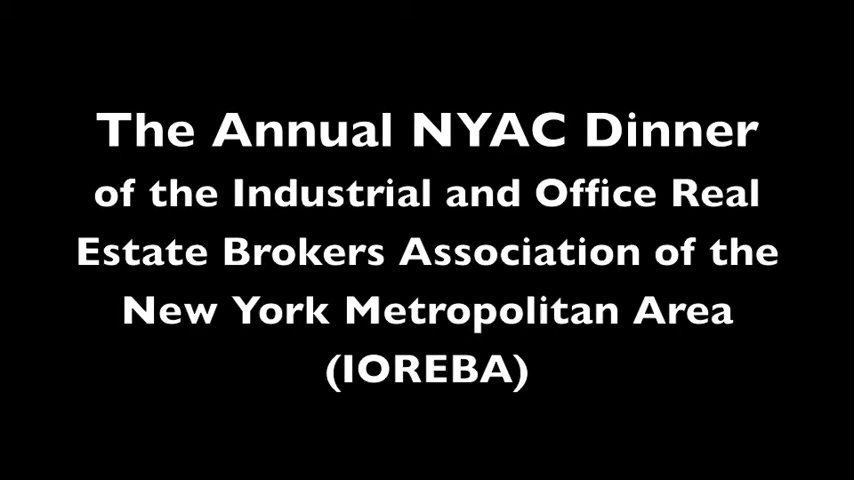 The Annual NYAC Dinner
of the Industrial and Office Real
Estate Brokers Association of the
New York Metropolitan Area
(IOREBA)